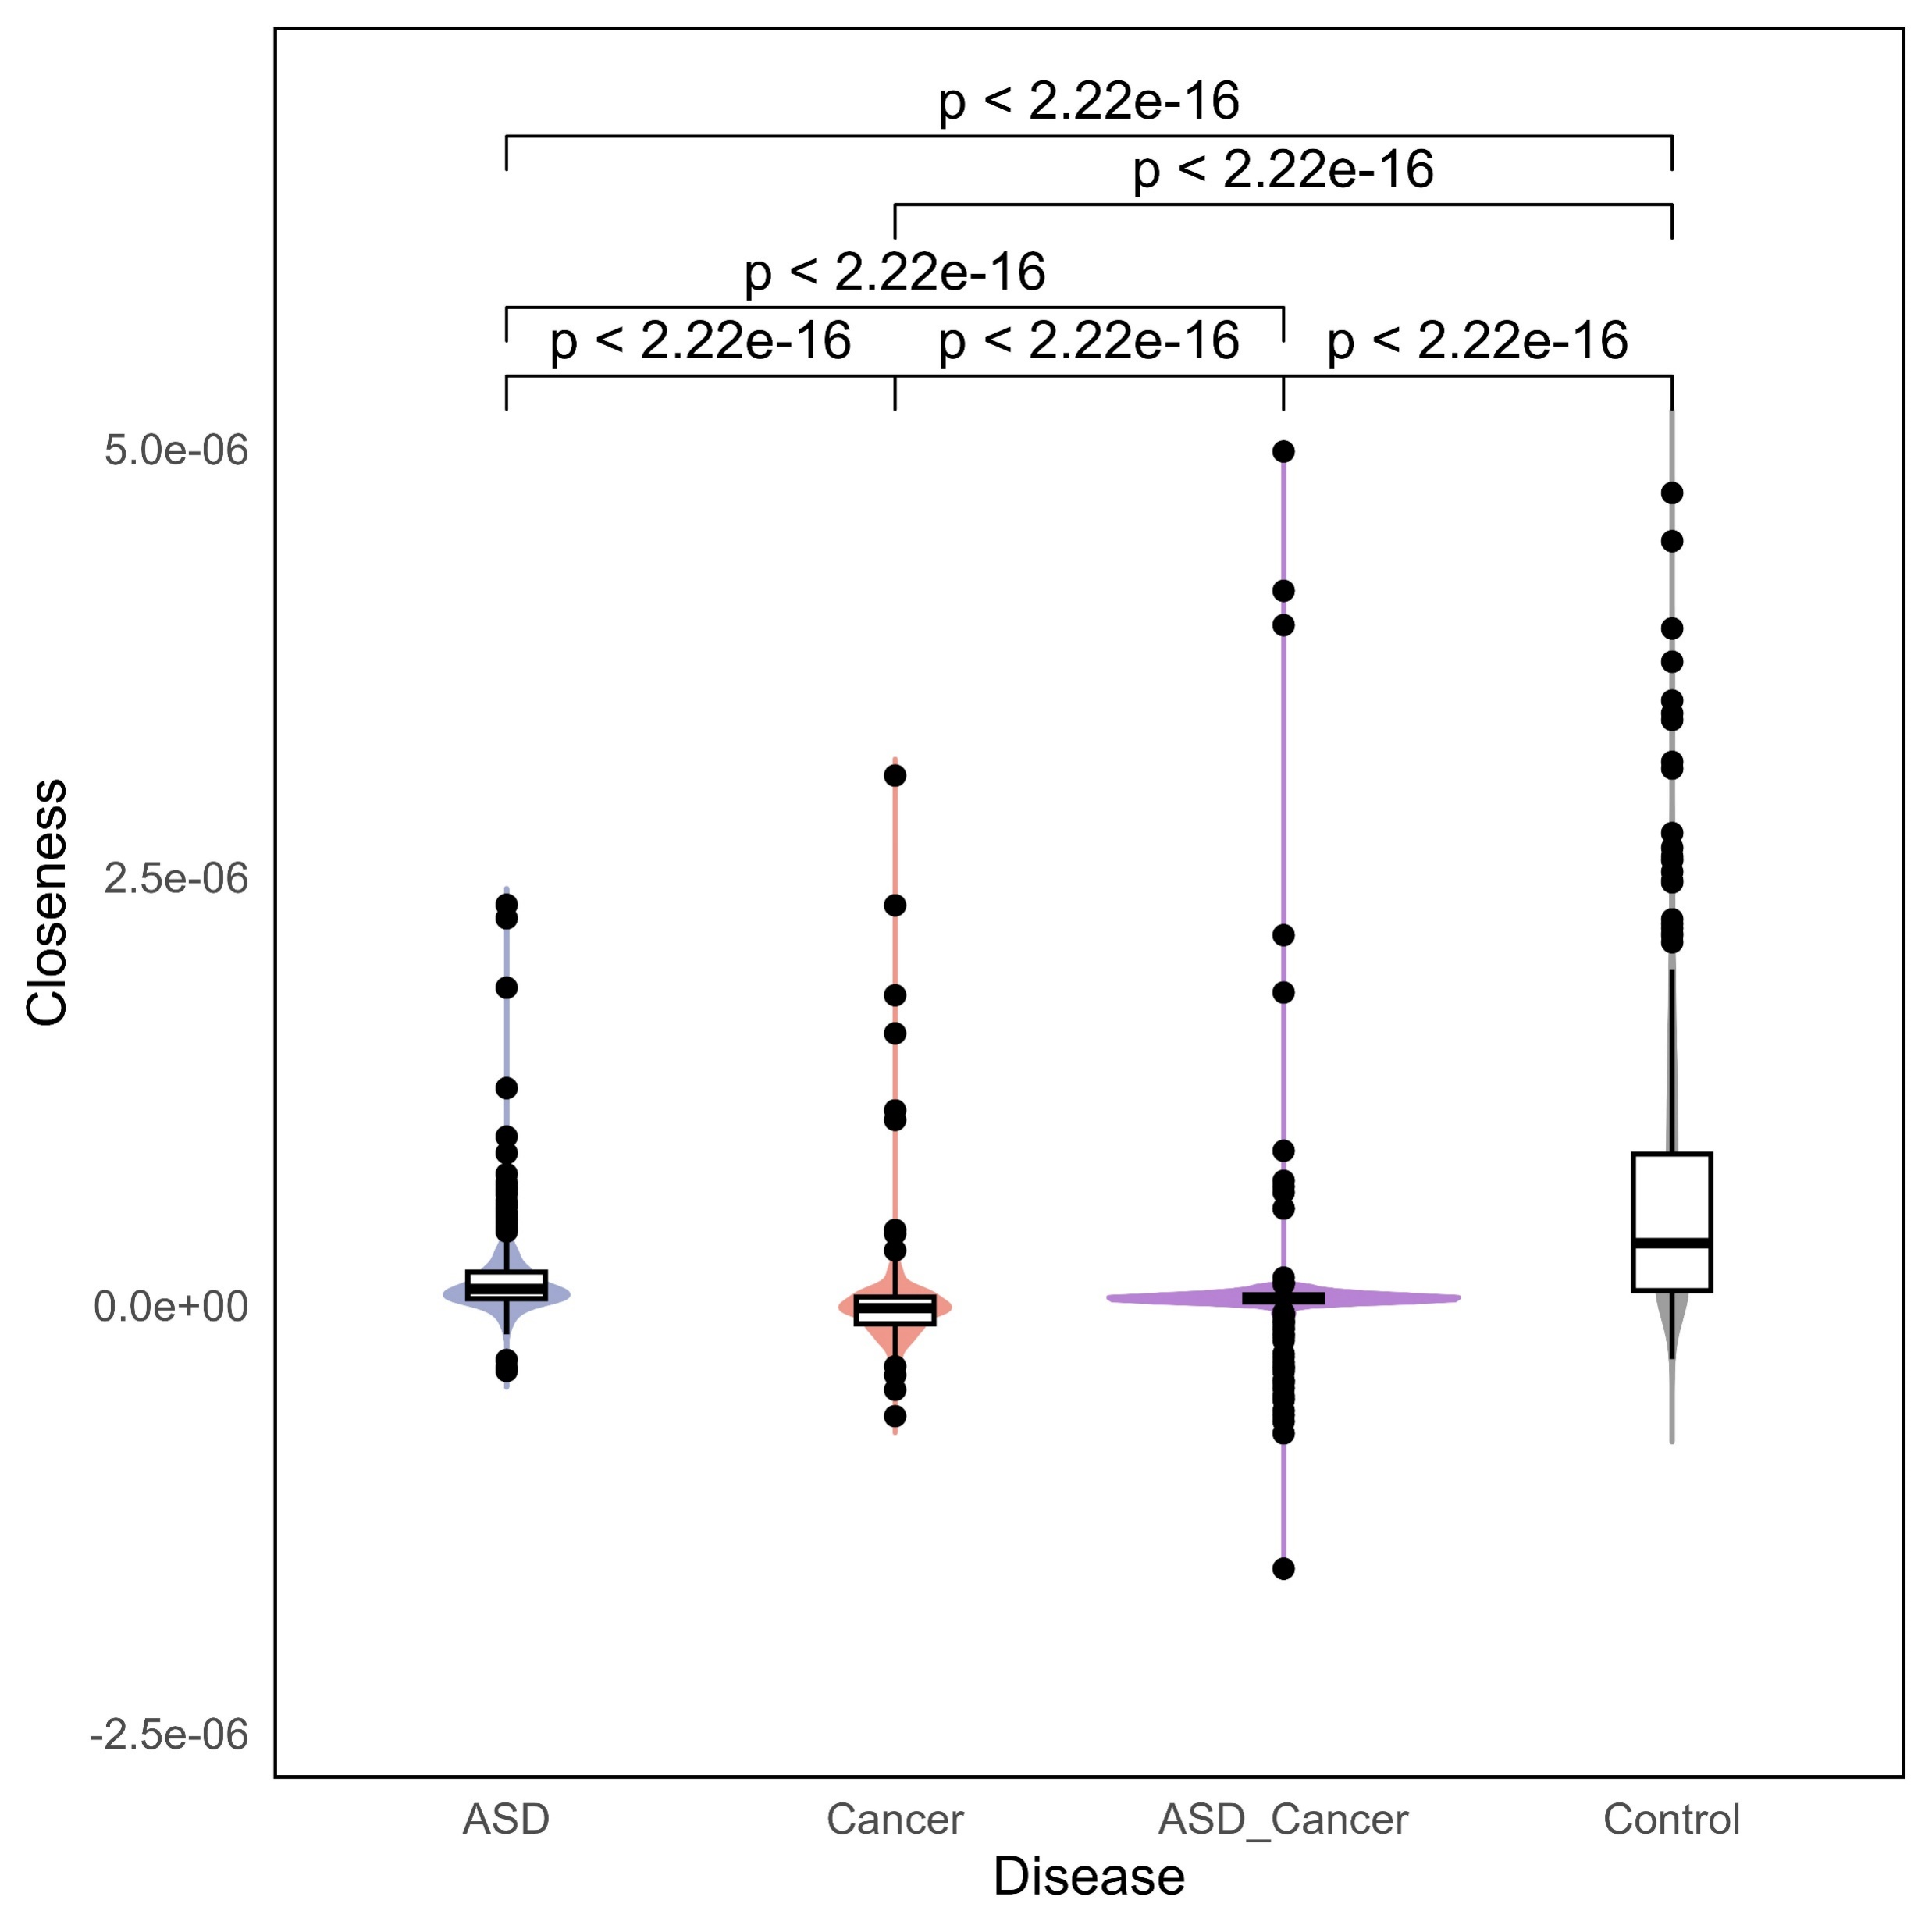 p < 2.22e-16
p < 2.22e-16
p < 2.22e-16
p < 2.22e-16 p < 2.22e-16 p < 2.22e-16
5.0e-06
2.5e-06
0.0e+00
-2.5e-06
Closeness
ASD Cancer ASD_Cancer Control
Disease